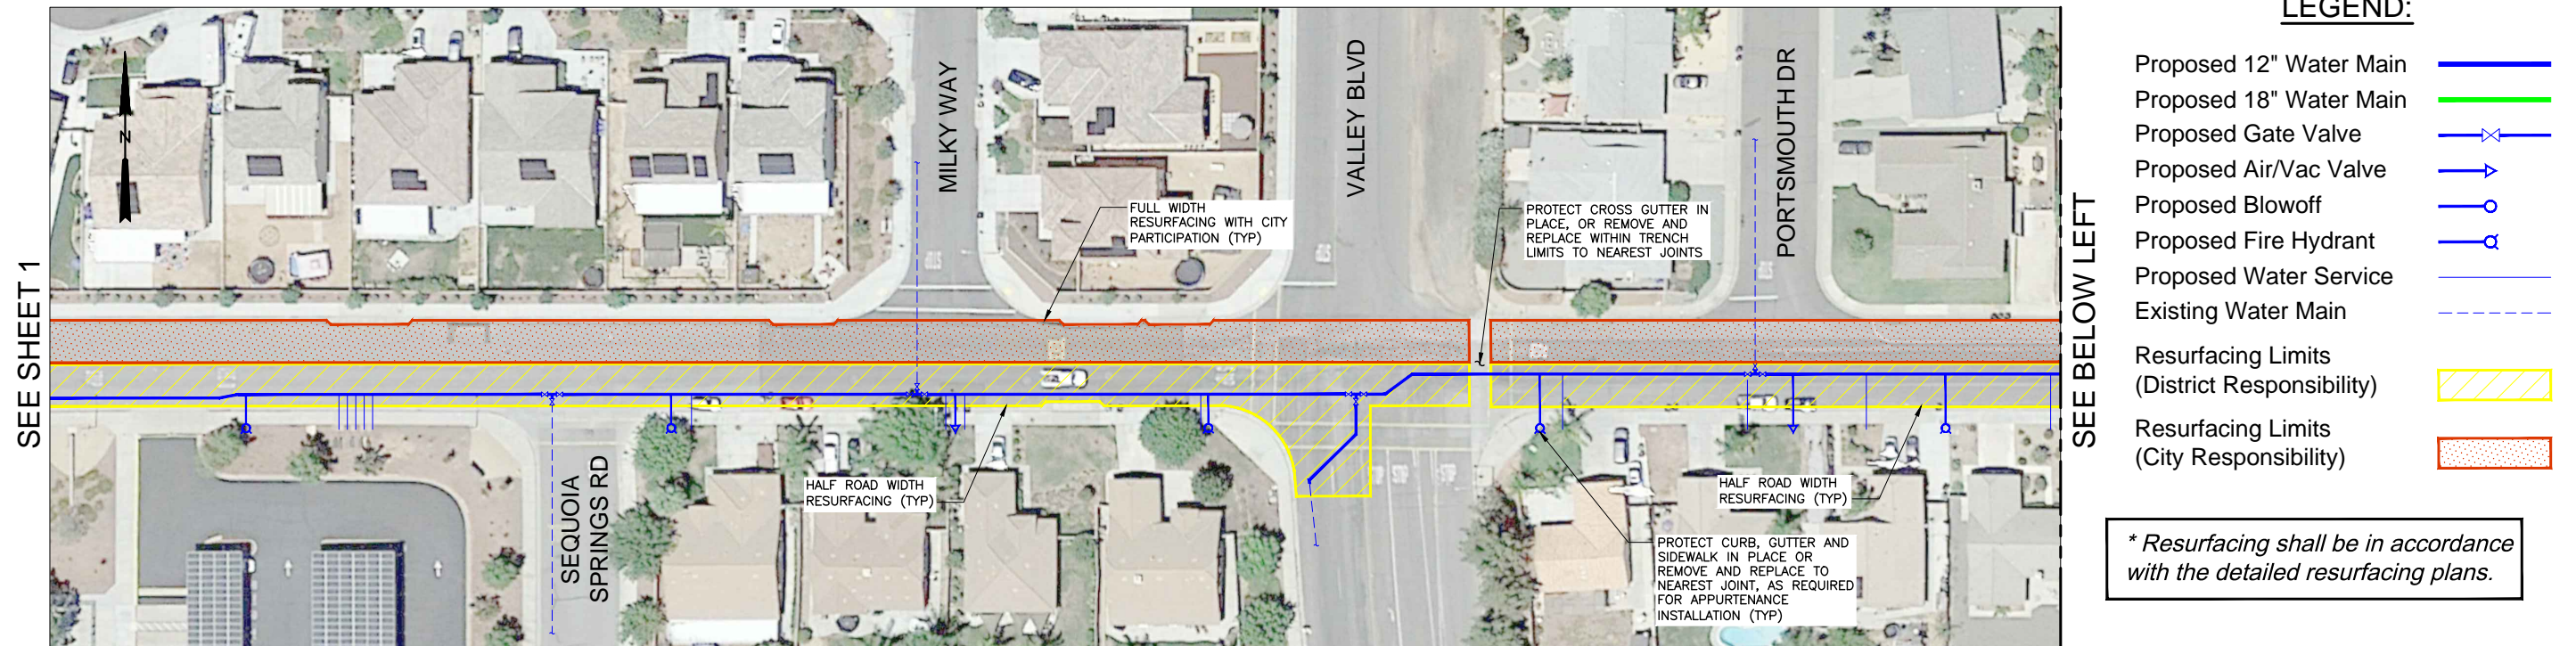 SEE SHEET 1
N
MILKY WAY
VALLEY BLVD
PORTSMOUTH DR
FULL WIDTH
RESURFACING WITH CITY
PARTICIPATION (TYP)
PROTECT CROSS GUTTER IN
PLACE, OR REMOVE AND
REPLACE WITHIN TRENCH
LIMITS TO NEAREST JOINTS
SEQUOIA
SPRINGS RD
HALF ROAD WIDTH
RESURFACING (TYP)
HALF ROAD WIDTH
RESURFACING (TYP)
PROTECT CURB, GUTTER AND
SIDEWALK IN PLACE OR
REMOVE AND REPLACE TO
NEAREST JOINT, AS REQUIRED
FOR APPURTENANCE
INSTALLATION (TYP)
SEE BELOW LEFT
LEGEND:
Proposed 12" Water Main
Proposed 18" Water Main
Proposed Gate Valve
Proposed Air/Vac Valve
Proposed Blowoff
Proposed Fire Hydrant
Proposed Water Service
Existing Water Main
Resurfacing Limits
(District Responsibility)
Resurfacing Limits
(City Responsibility)
* Resurfacing shall be in accordance
with the detailed resurfacing plans.